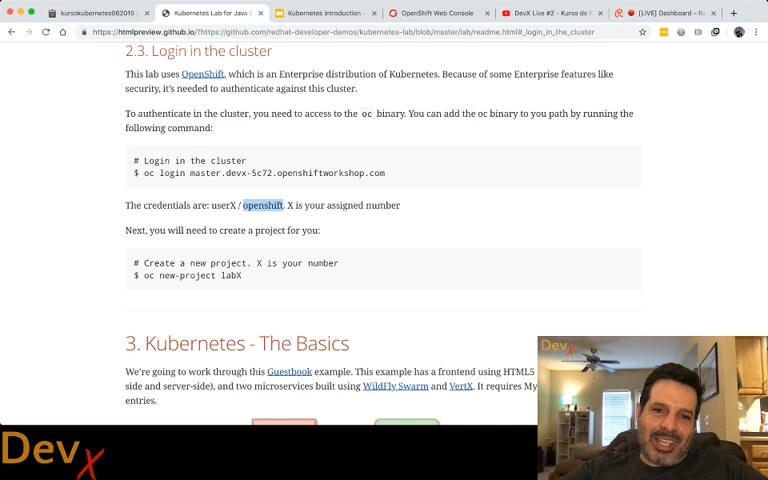 kursokubernetes062019 |
Kubernetes Lab for Java D
Kubernetes introduction -
OpenShift Web Console
DevX Live #2 - Kurso de K
[LIVE] Dashboard – Re
https://htmlpreview.github.io/?https://github.com/redhat-developer-demos/kubernetes-lab/blob/master/lab/readme.html#_login_in_the_cluster
2.3. Login in the cluster
This lab uses OpenShift, which is an Enterprise distribution of Kubernetes. Because of some Enterprise features like
security, it's needed to authenticate against this cluster.
To authenticate in the cluster, you need to access to the oc binary. You can add the oc binary to you path by running the
following command:
# Login in the cluster
$ oc login master.devx-5c72.openshiftworkshop.com
The credentials are: userX / openshift. X is your assigned number
Next, you will need to create a project for you:
# Create a new project. X is your number
$ oc new-project labX
3. Kubernetes - The Basics
We're going to work through this Guestbook example. This example has a frontend using HTML5
side and server-side), and two microservices built using WildFly Swarm and VertX. It requires My
entries.
DevX
DevX